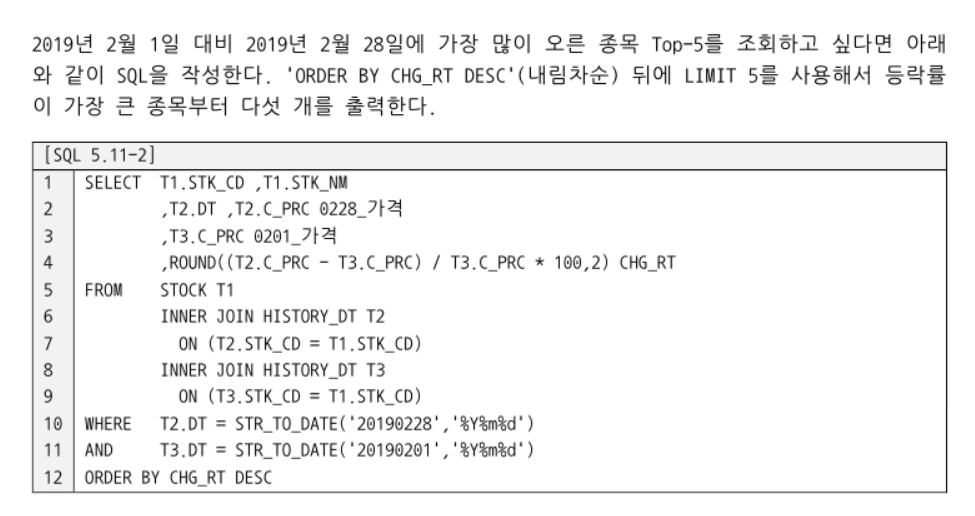 2019년 2월 1일 대비 2019년 2월 28일에 가장 많이 오른 종목 Top-5를 조회하고 싶다면 아래
와 같이 SQL을 작성한다. 'ORDER BY CHG_RT DESC'(내림차순) 뒤에 LIMIT 5를 사용해서 등락률
이 가장 큰 종목부터 다섯 개를 출력한다.
[SQL 5.11-2]
1 SELECT T1.STK_CD ,T1.STK_NM
2 ,T2.DT ,T2.C_PRC 0228_가격
3 ,T3.C_PRC 0201_가격
4 ,ROUND((T2.C_PRC - T3.C_PRC) / T3.C_PRC * 100,2) CHG_RT
5 FROM STOCK T1
6 INNER JOIN HISTORY_DT T2
7 ON (T2.STK_CD = T1.STK_CD)
8 INNER JOIN HISTORY_DT T3
9 ON (T3.STK_CD = T1.STK_CD)
10 WHERE T2.DT = STR_TO_DATE('20190228','%Y%m%d')
11 AND T3.DT = STR_TO_DATE('20190201','%Y%m%d')
12 ORDER BY CHG_RT DESC